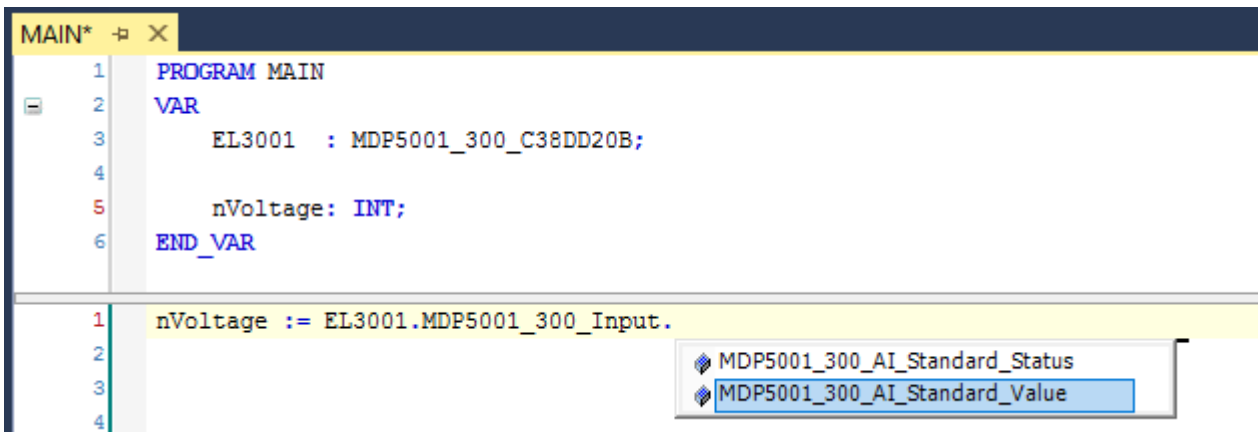 MAIN*
1 PROGRAM MAIN
2 VAR
3 EL3001 : MDP5001_300_C38DD20B;
4
5 nVoltage: INT;
6 END_VAR
1 nVoltage := EL3001.MDP5001_300_Input.
2 MDP5001_300_AI_Standard_Status
3 MDP5001_300_AI_Standard_Value
4